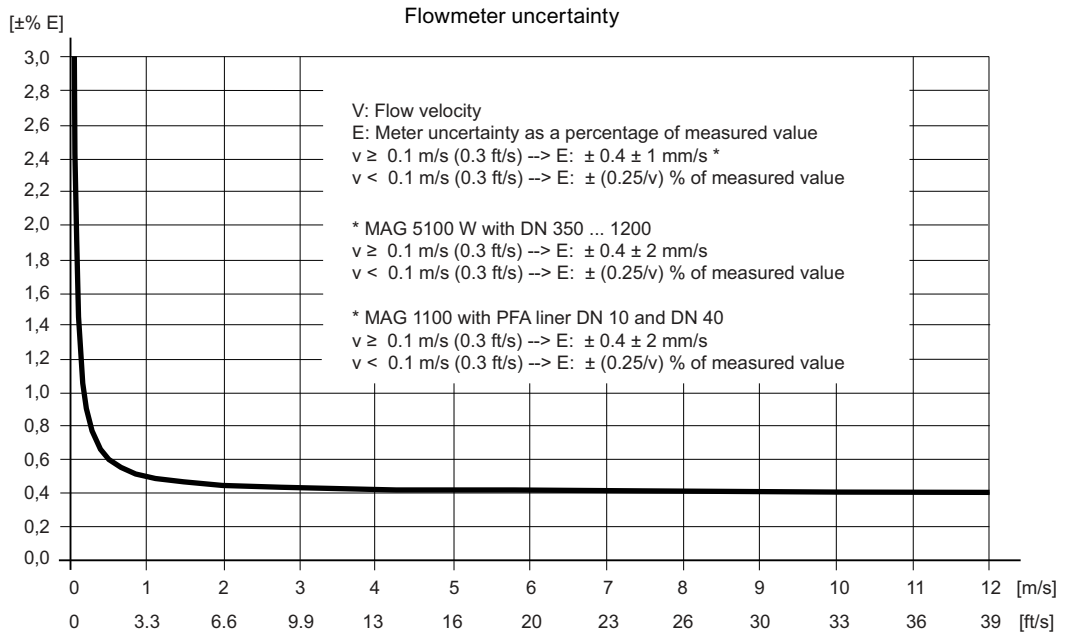 Flowmeter uncertainty
[±% E]
3,0
2,8
2,6
2,4
2,2
2,0
1,8
1,6
1,4
1,2
1,0
0,8
0,6
0,4
0,2
0,0
V: Flow velocity
E: Meter uncertainty as a percentage of measured value
v ≥ 0.1 m/s (0.3 ft/s) --> E: ± 0.4 ± 1 mm/s *
v < 0.1 m/s (0.3 ft/s) --> E: ± (0.25/v) % of measured value
* MAG 5100 W with DN 350 ... 1200
v ≥ 0.1 m/s (0.3 ft/s) --> E: ± 0.4 ± 2 mm/s
v < 0.1 m/s (0.3 ft/s) --> E: ± (0.25/v) % of measured value
* MAG 1100 with PFA liner DN 10 and DN 40
v ≥ 0.1 m/s (0.3 ft/s) --> E: ± 0.4 ± 2 mm/s
v < 0.1 m/s (0.3 ft/s) --> E: ± (0.25/v) % of measured value
0 1 2 3 4 5 6 7 8 9 10 11 12 [m/s]
0 3.3 6.6 9.9 13 16 20 23 26 30 33 36 39 [ft/s]